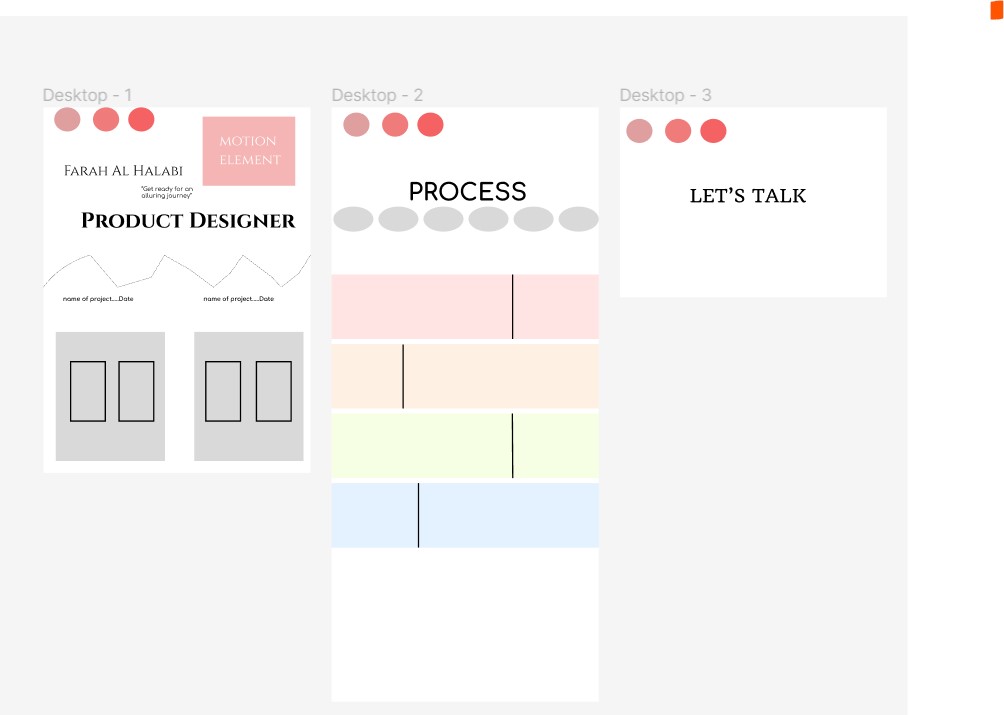 Desktop - 1
MOTION
ELEMENT
FARAH AL HALABI
"Get ready for an
alluring journey"
PRODUCT DESIGNER
name of project.....Date
name of project.....Date
Desktop - 2
PROCESS
Desktop - 3
LET'S TALK